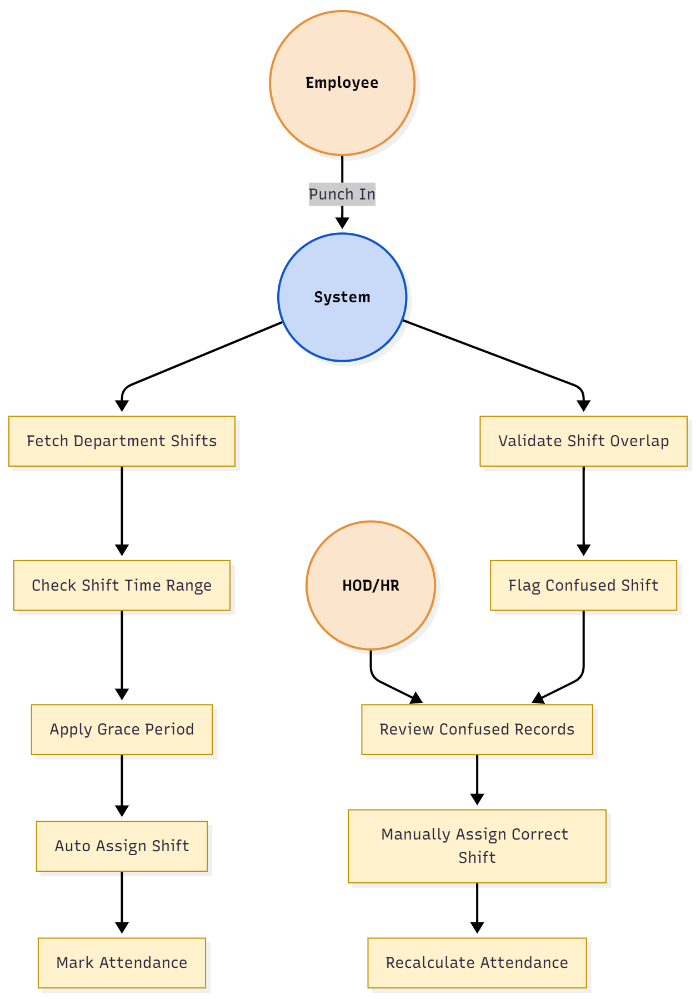 Employee
Punch In
System
Fetch Department Shifts
Validate Shift Overlap
Check Shift Time Range
HOD/HR
Flag Confused Shift
Apply Grace Period
Review Confused Records
Auto Assign Shift
Manually Assign Correct
Shift
Mark Attendance
Recalculate Attendance